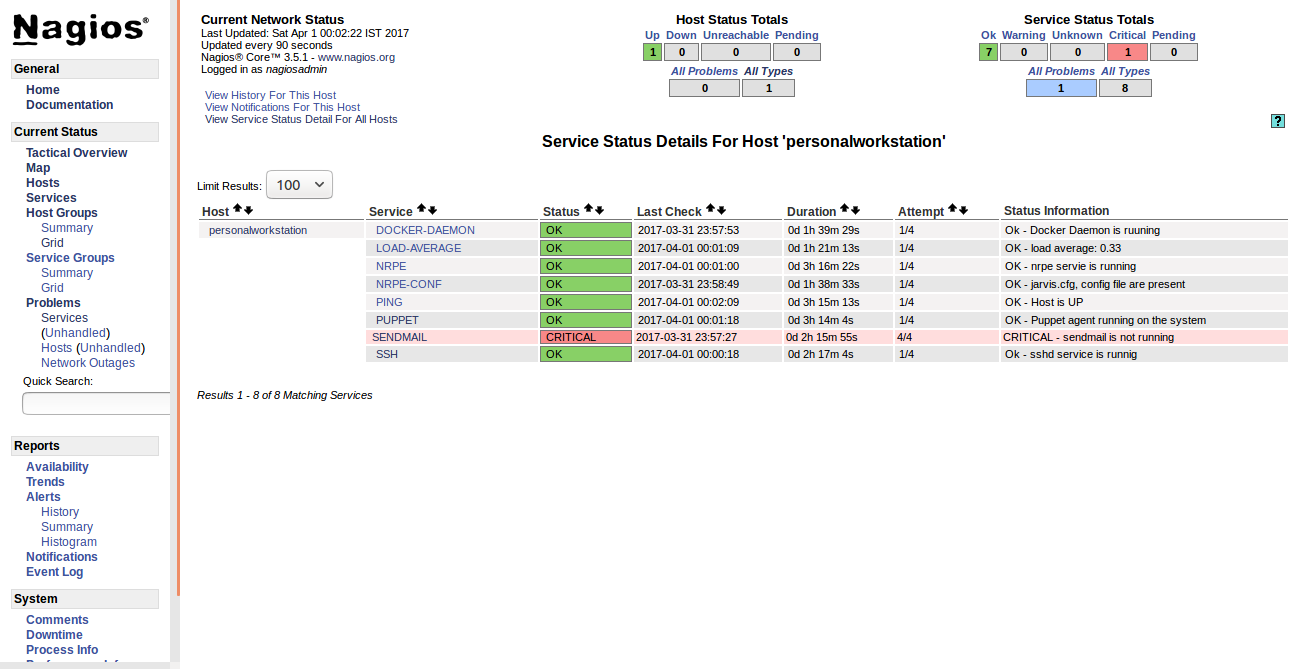 Nagios®
General
Home
Documentation
Current Status
Tactical Overview
Map
Hosts
Services
Host Groups
Summary
Grid
Service Groups
Summary
Grid
Problems
Services
(Unhandled)
Hosts (Unhandled)
Network Outages
Quick Search:
Reports
Availability
Trends
Alerts
History
Summary
Histogram
Notifications
Event Log
System
Comments
Downtime
Process Info
Current Network Status
Last Updated: Sat Apr 1 00:02:22 IST 2017
Updated every 90 seconds
Nagios® Core™ 3.5.1 - www.nagios.org
Logged in as nagiosadmin
View History For This Host
View Notifications For This Host
View Service Status Detail For All Hosts
Host Status Totals
Up Down Unreachable Pending
1 0 0 0
All Problems All Types
0 1
Service Status Totals
Ok Warning Unknown Critical Pending
7 0 0 1 0
All Problems All Types
1 8
?
Service Status Details For Host 'personalworkstation'
Limit Results: 100
Host Service Status Last Check Duration Attempt Status Information
personalworkstation DOCKER-DAEMON OK 2017-03-31 23:57:53 0d 1h 39m 29s 1/4 Ok - Docker Daemon is ruuning
LOAD-AVERAGE OK 2017-04-01 00:01:09 0d 1h 21m 13s 1/4 OK - load average: 0.33
NRPE OK 2017-04-01 00:01:00 0d 3h 16m 22s 1/4 OK - nrpe servie is running
NRPE-CONF OK 2017-03-31 23:58:49 0d 1h 38m 33s 1/4 OK - jarvis.cfg, config file are present
PING OK 2017-04-01 00:02:09 0d 3h 15m 13s 1/4 OK - Host is UP
PUPPET OK 2017-04-01 00:01:18 0d 3h 14m 4s 1/4 OK - Puppet agent running on the system
SENDMAIL CRITICAL 2017-03-31 23:57:27 0d 2h 15m 55s 4/4 CRITICAL - sendmail is not running
SSH OK 2017-04-01 00:00:18 0d 2h 17m 4s 1/4 Ok - sshd service is runnig
Results 1 - 8 of 8 Matching Services